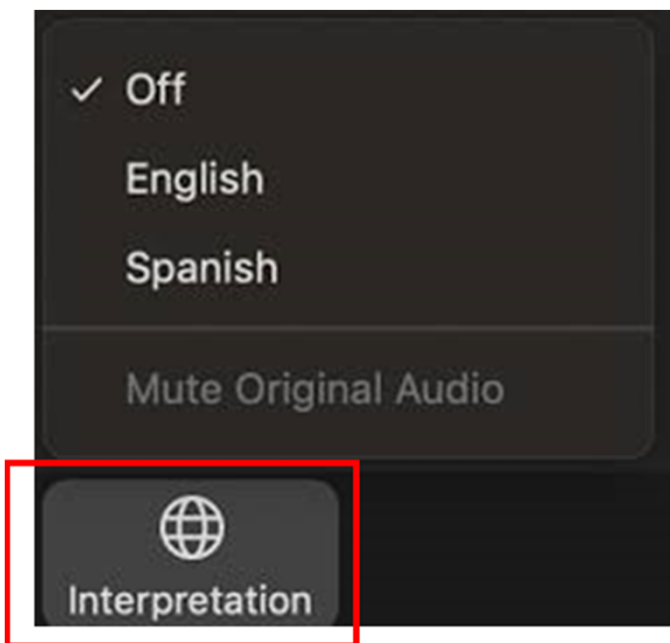 Off
English
Spanish
Mute Original Audio
Interpretation